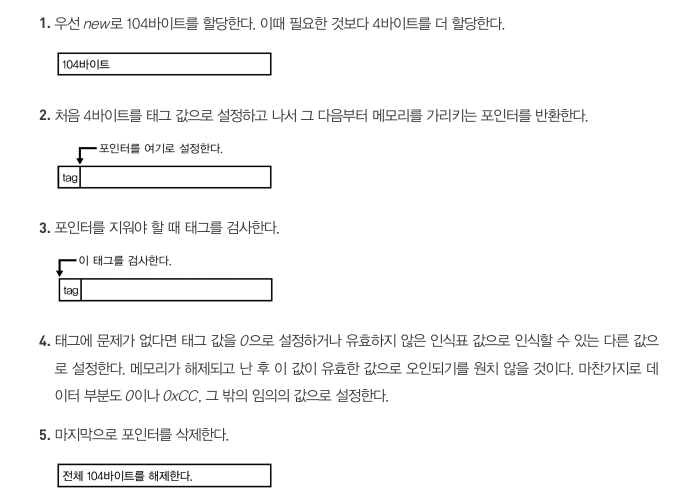 1. 우선 new로 104바이트를 할당한다. 이때 필요한 것보다 4바이트를 더 할당한다.
104바이트
2. 처음 4바이트를 태그 값으로 설정하고 나서 그 다음부터 메모리를 가리키는 포인터를 반환한다.
포인터를 여기로 설정한다.
tag
3. 포인터를 지워야 할 때 태그를 검사한다.
이 태그를 검사한다.
tag
4. 태그에 문제가 없다면 태그 값을 0으로 설정하거나 유효하지 않은 인식표 값으로 인식할 수 있는 다른 값으
로 설정한다. 메모리가 해제되고 난 후 이 값이 유효한 값으로 오인되기를 원치 않을 것이다. 마찬가지로 데
이터 부분도 0이나 0xCC, 그 밖의 임의의 값으로 설정한다.
5. 마지막으로 포인터를 삭제한다.
전체 104바이트를 해제한다.